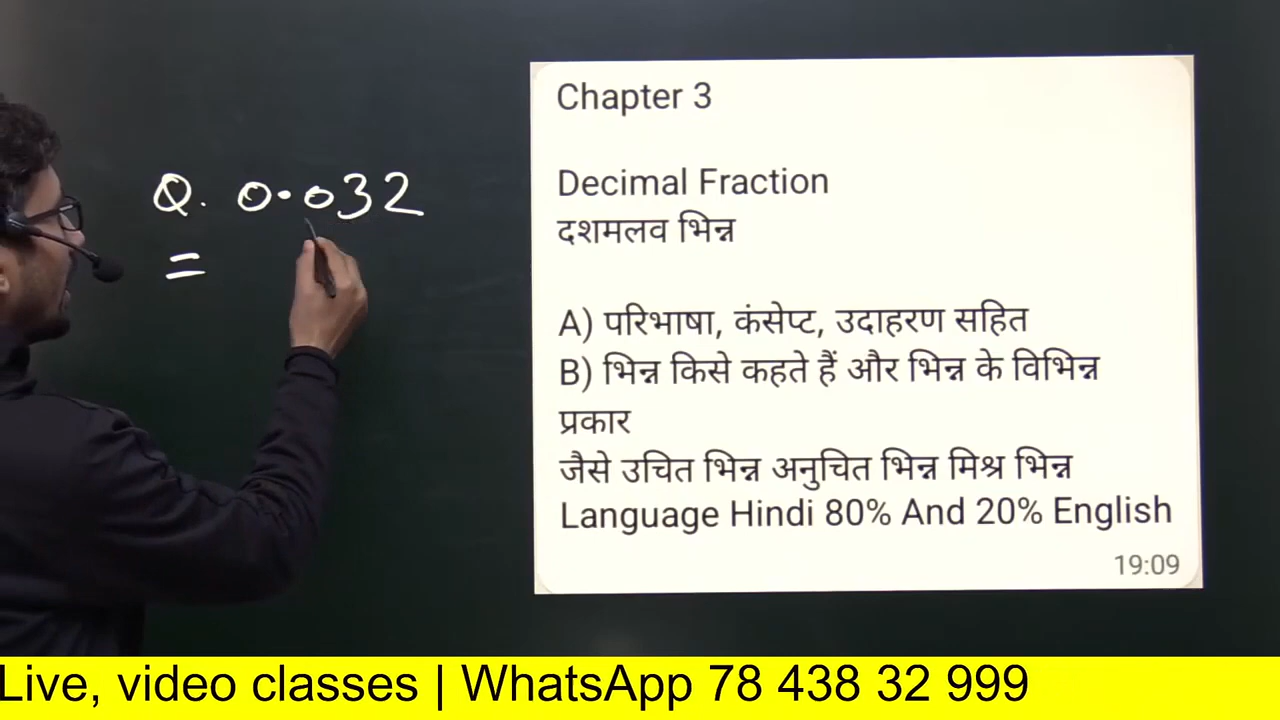 Q. 0.032
=
Chapter 3
Decimal Fraction
दशमलव भिन्न
A) परिभाषा, कंसेप्ट, उदाहरण सहित
B) भिन्न किसे कहते हैं और भिन्न के विभिन्न
प्रकार
जैसे उचित भिन्न अनुचित भिन्न मिश्र भिन्न
Language Hindi 80% And 20% English
19:09
Live, video classes | WhatsApp 78 438 32 999